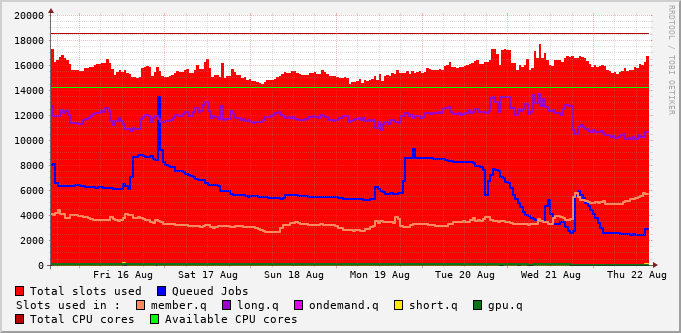 20000
18000
16000
14000
12000
10000
8000
6000
4000
2000
0
Fri 16 Aug Sat 17 Aug Sun 18 Aug Mon 19 Aug Tue 20 Aug Wed 21 Aug Thu 22 Aug
Total slots used Queued Jobs
Slots used in : member.q long.q ondemand.q short.q gpu.q
Total CPU cores Available CPU cores
RRDTOOL / TOBI OETIKER